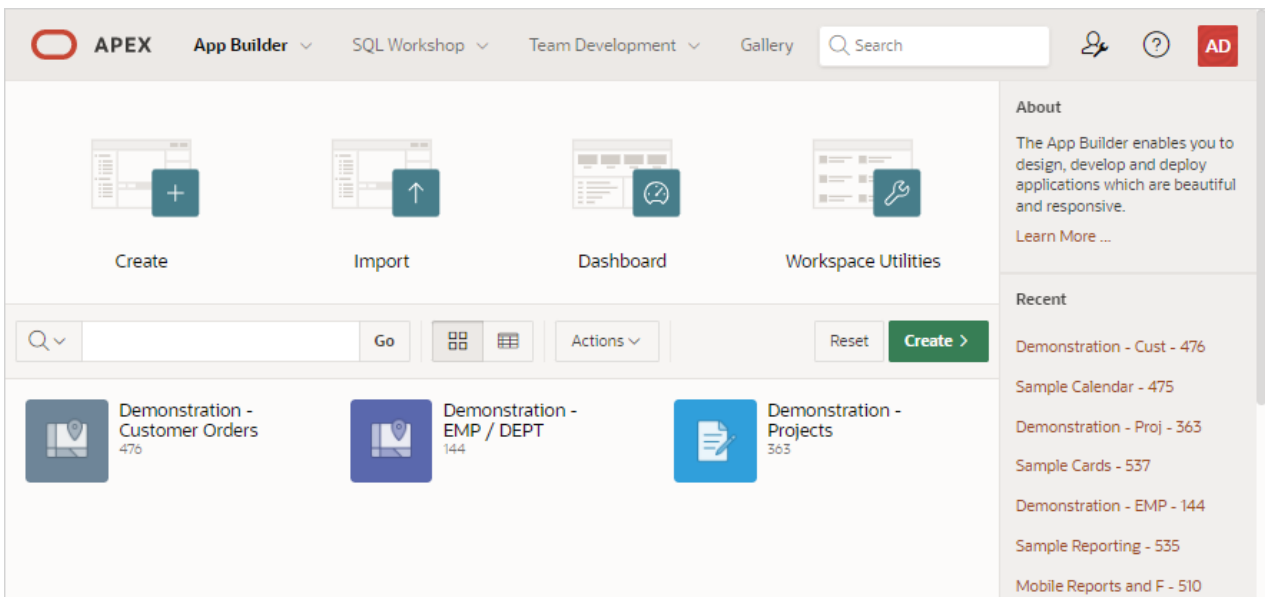 APEX App Builder SQL Workshop Team Development Gallery Search AD
Create Import Dashboard Workspace Utilities
Go Actions Reset Create >
Demonstration -
Customer Orders
476
Demonstration -
EMP / DEPT
144
Demonstration -
Projects
363
About
The App Builder enables you to
design, develop and deploy
applications which are beautiful
and responsive.
Learn More ...
Recent
Demonstration - Cust - 476
Sample Calendar - 475
Demonstration - Proj - 363
Sample Cards - 537
Demonstration - EMP - 144
Sample Reporting - 535
Mobile Reports and F - 510